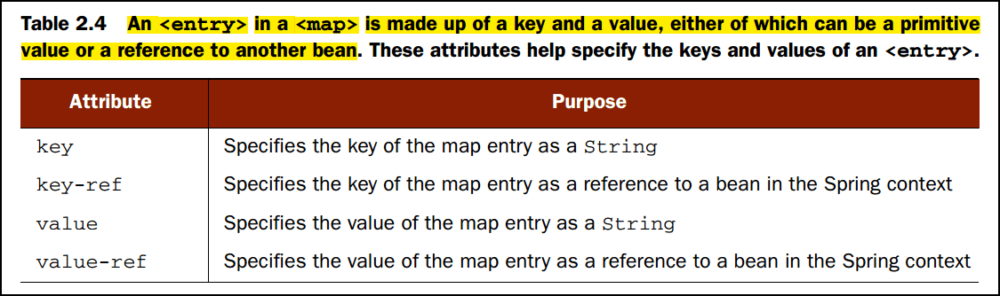 Table 2.4 An <entry> in a <map> is made up of a key and a value, either of which can be a primitive
value or a reference to another bean. These attributes help specify the keys and values of an <entry>.
Attribute Purpose
key Specifies the key of the map entry as a String
key-ref Specifies the key of the map entry as a reference to a bean in the Spring context
value Specifies the value of the map entry as a String
value-ref Specifies the value of the map entry as a reference to a bean in the Spring context